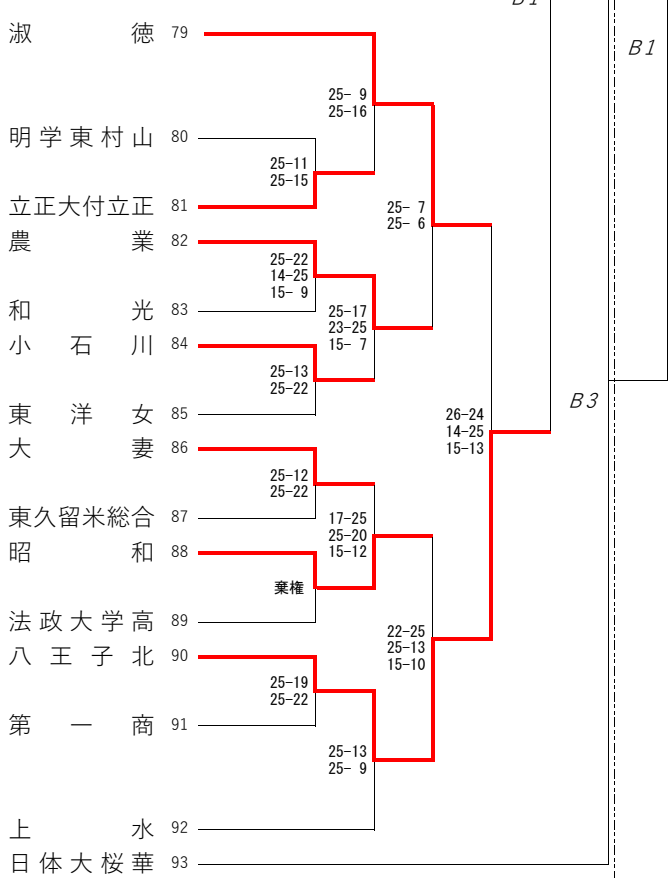 B1
淑徳 79
B1
25- 9
25-16
明学東村山 80
25-11
25-15
立正大付立正 81
25- 7
25- 6
農業 82
25-22
14-25
15- 9
和光 83
25-17
23-25
15- 7
小石川 84
25-13
25-22
B3
東洋女 85
26-24
14-25
15-13
大妻 86
25-12
25-22
東久留米総合 87
17-25
25-20
15-12
昭和 88
棄権
法政大学高 89
22-25
25-13
15-10
八王子北 90
25-19
25-22
第一商 91
25-13
25- 9
上水 92
日体大桜華 93